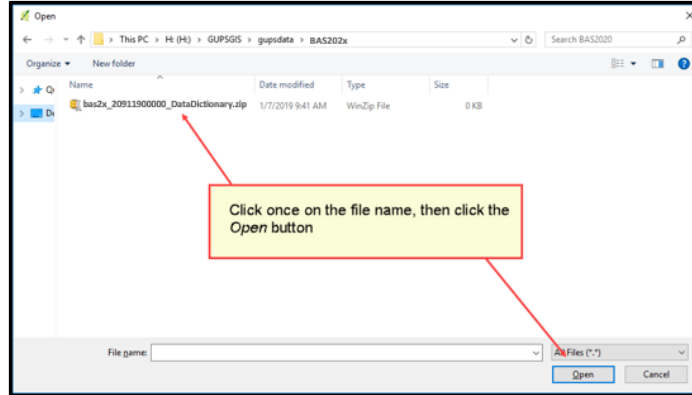 Open
This PC > H: (H:) > GUPSGIS > gupsdata > BAS202x
Search BAS2020
Organize
New folder
Name
Date modified
Type
Size
bas2x_20911900000_DataDictionary.zip
1/7/2019 9:41 AM
WinZip File
0 KB
Click once on the file name, then click the
Open button
File name:
All Files (*.*)
Open
Cancel